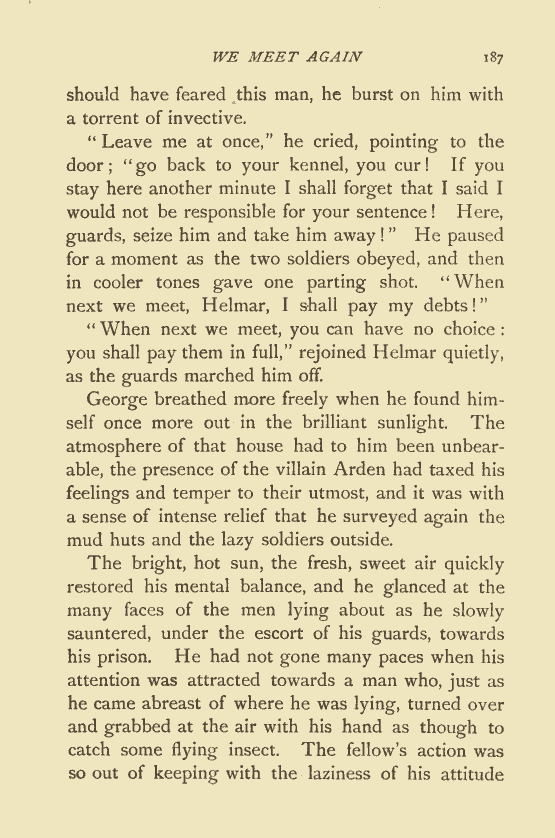 WE MEET AGAIN 187
should have feared this man, he burst on him with
a torrent of invective.
“Leave me at once,” he cried, pointing to the
door; “go back to your kennel, you cur! If you
stay here another minute I shall forget that I said I
would not be responsible for your sentence! Here,
guards, seize him and take him away!” He paused
for a moment as the two soldiers obeyed, and then
in cooler tones gave one parting shot. “When
next we meet, Helmar, I shall pay my debts!”
“When next we meet, you can have no choice:
you shall pay them in full,” rejoined Helmar quietly,
as the guards marched him off.
George breathed more freely when he found him-
self once more out in the brilliant sunlight. The
atmosphere of that house had to him been unbear-
able, the presence of the villain Arden had taxed his
feelings and temper to their utmost, and it was with
a sense of intense relief that he surveyed again the
mud huts and the lazy soldiers outside.
The bright, hot sun, the fresh, sweet air quickly
restored his mental balance, and he glanced at the
many faces of the men lying about as he slowly
sauntered, under the escort of his guards, towards
his prison. He had not gone many paces when his
attention was attracted towards a man who, just as
he came abreast of where he was lying, turned over
and grabbed at the air with his hand as though to
catch some flying insect. The fellow’s action was
so out of keeping with the laziness of his attitude